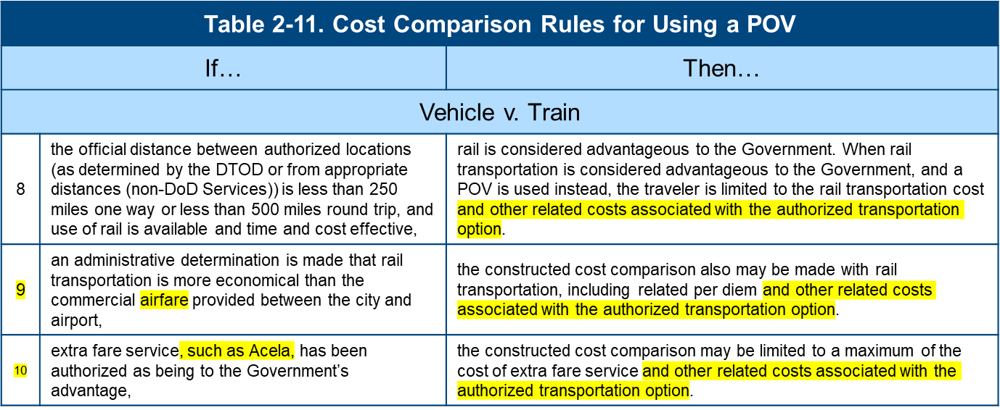 Table 2-11. Cost Comparison Rules for Using a POV
If…
Then…
Vehicle v. Train
8
the official distance between authorized locations
(as determined by the DTOD or from appropriate
distances (non-DoD Services)) is less than 250
miles one way or less than 500 miles round trip, and
use of rail is available and time and cost effective,
rail is considered advantageous to the Government. When rail
transportation is considered advantageous to the Government, and a
POV is used instead, the traveler is limited to the rail transportation cost
and other related costs associated with the authorized transportation
option.
9
an administrative determination is made that rail
transportation is more economical than the
commercial airfare provided between the city and
airport,
the constructed cost comparison also may be made with rail
transportation, including related per diem and other related costs
associated with the authorized transportation option.
10
extra fare service, such as Acela, has been
authorized as being to the Government’s
advantage,
the constructed cost comparison may be limited to a maximum of the
cost of extra fare service and other related costs associated with the
authorized transportation option.